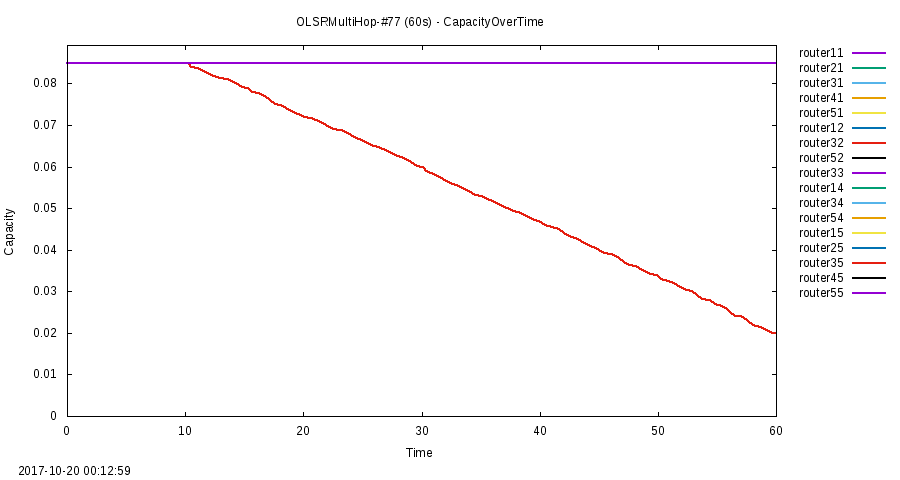 OLSRMultiHop-#77 (60s) - CapacityOverTime
router11
router21
router31
router41
router51
router12
router32
router52
router33
router14
router34
router54
router15
router25
router35
router45
router55
Capacity
0.08
0.07
0.06
0.05
0.04
0.03
0.02
0.01
0
0 10 20 30 40 50 60
Time
2017-10-20 00:12:59